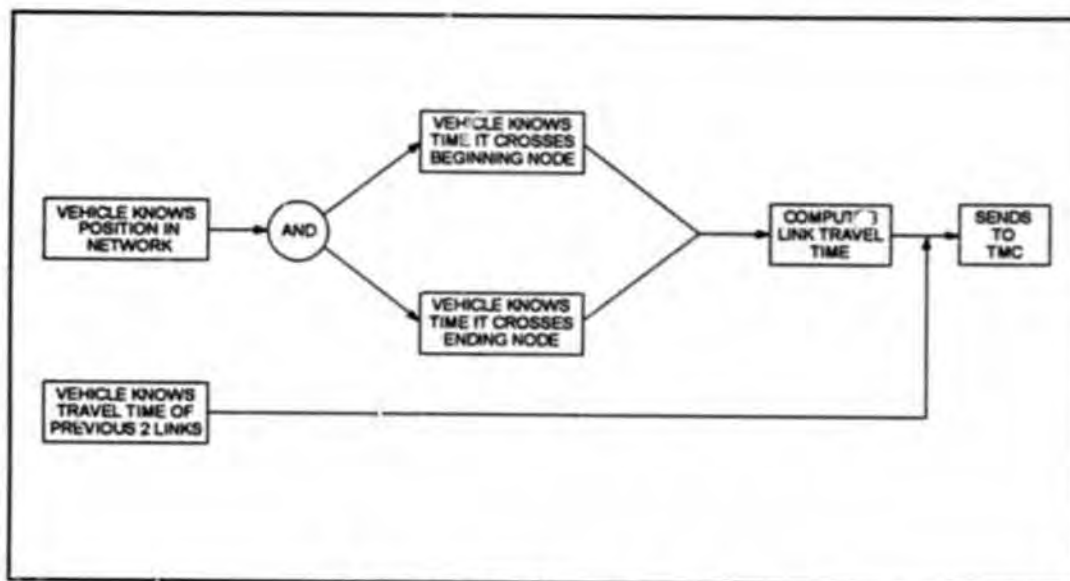 VEHICLE KNOWS
TIME IT CROSSES
BEGINNING NODE
VEHICLE KNOWS
POSITION IN
NETWORK
AND
LINK TRAVEL
TIME
SENDS
TO
TMC
VEHICLE KNOWS
TIME IT CROSSES
ENDING NODE
VEHICLE KNOWS
TRAVEL TIME OF
PREVIOUS 2 LINKS